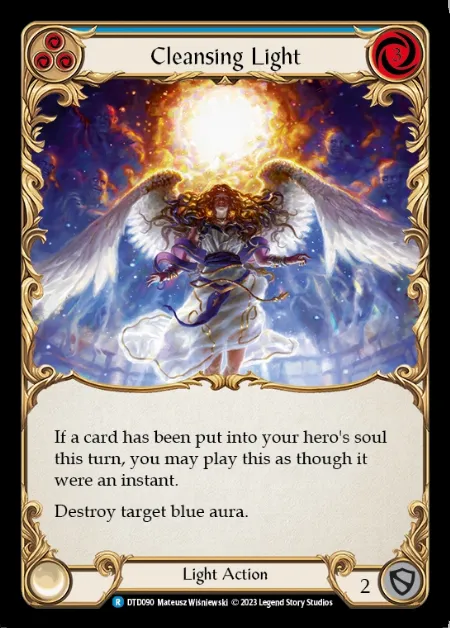 Cleansing Light
3
If a card has been put into your hero's soul
this turn, you may play this as though it
were an instant.
Destroy target blue aura.
Light Action
2
R DTD090 Mateusz Wiśniewski © 2023 Legend Story Studios